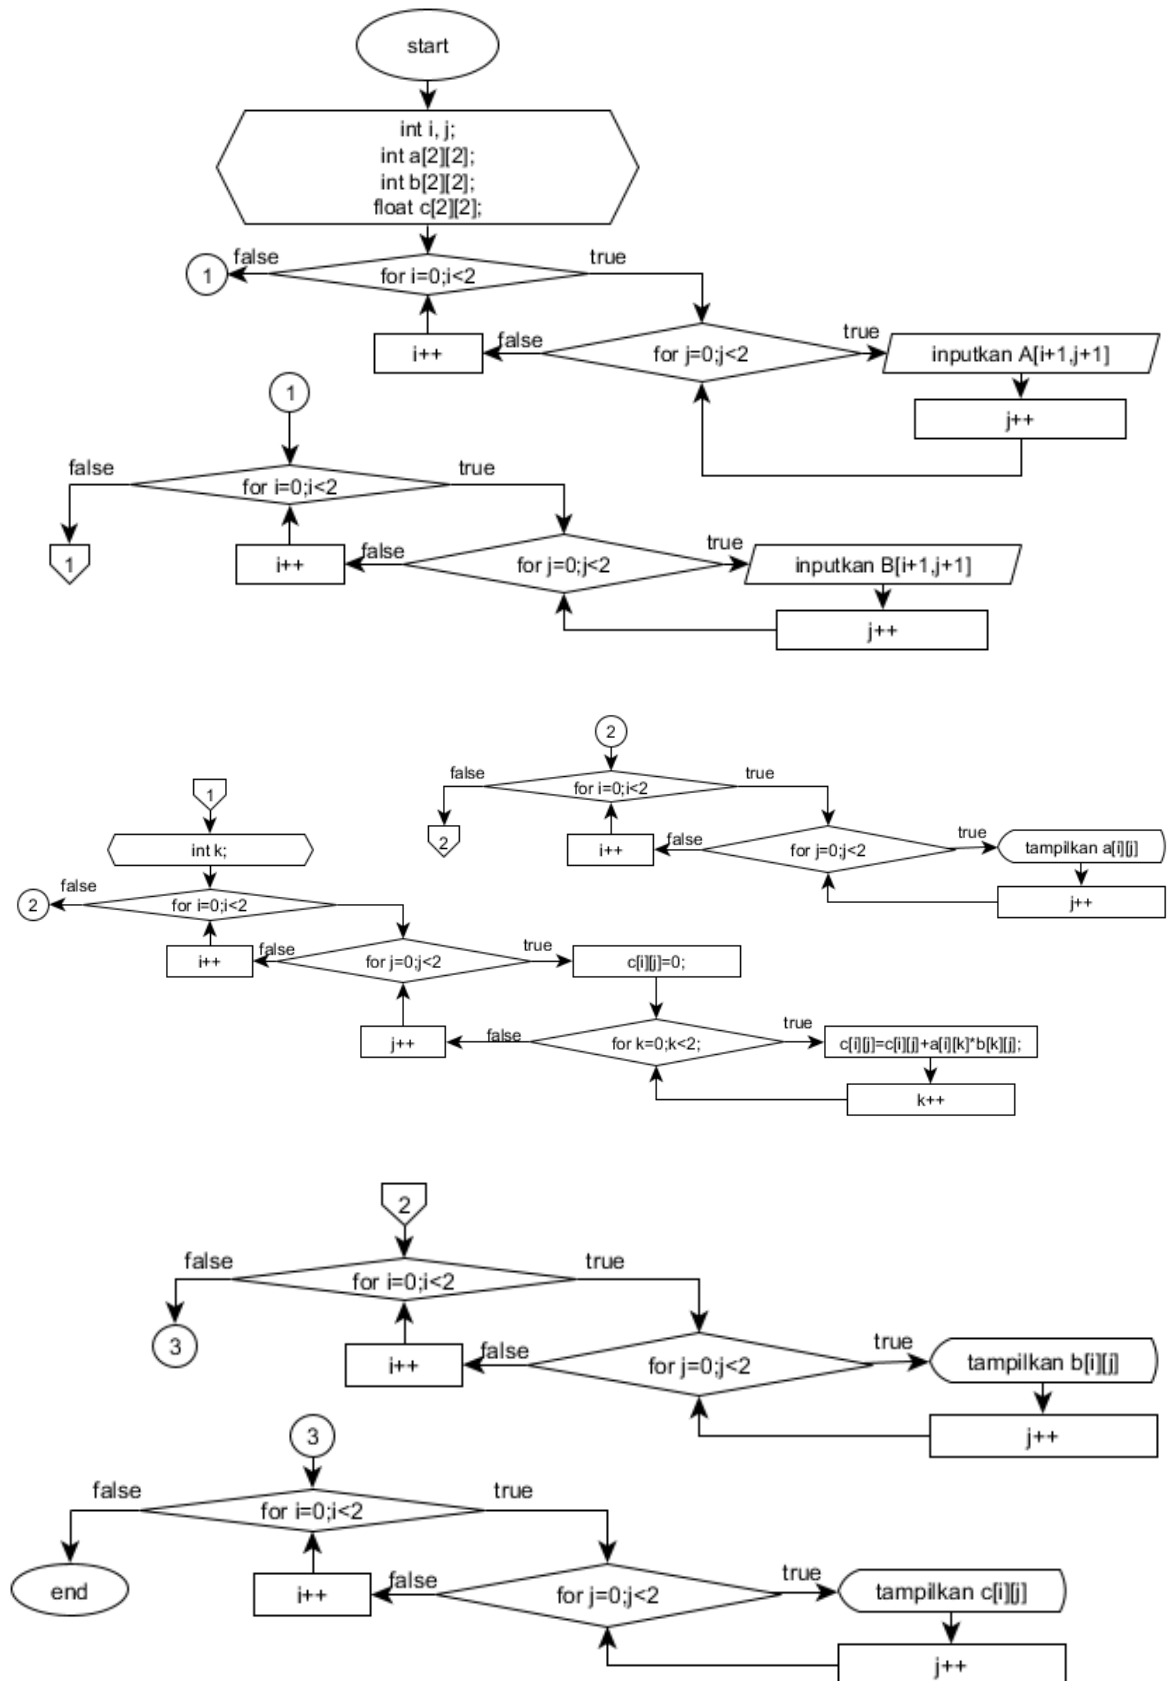 start
int i, j;
int a[2][2];
int b[2][2];
float c[2][2];
false
for i=0;i<2
true
1
i++
false
for j=0;j<2
true
inputkan A[i+1,j+1]
j++
1
false
for i=0;i<2
true
1
i++
false
for j=0;j<2
true
inputkan B[i+1,j+1]
j++
2
false
for i=0;i<2
true
2
i++
false
for j=0;j<2
true
tampilkan a[i][j]
j++
1
int k;
false
2
for i=0;i<2
i++
false
for j=0;j<2
true
c[i][j]=0;
j++
false
for k=0;k<2;
true
c[i][j]=c[i][j]+a[i][k]*b[k][j];
k++
2
false
for i=0;i<2
true
3
i++
false
for j=0;j<2
true
tampilkan b[i][j]
j++
3
false
for i=0;i<2
true
end
i++
false
for j=0;j<2
true
tampilkan c[i][j]
j++